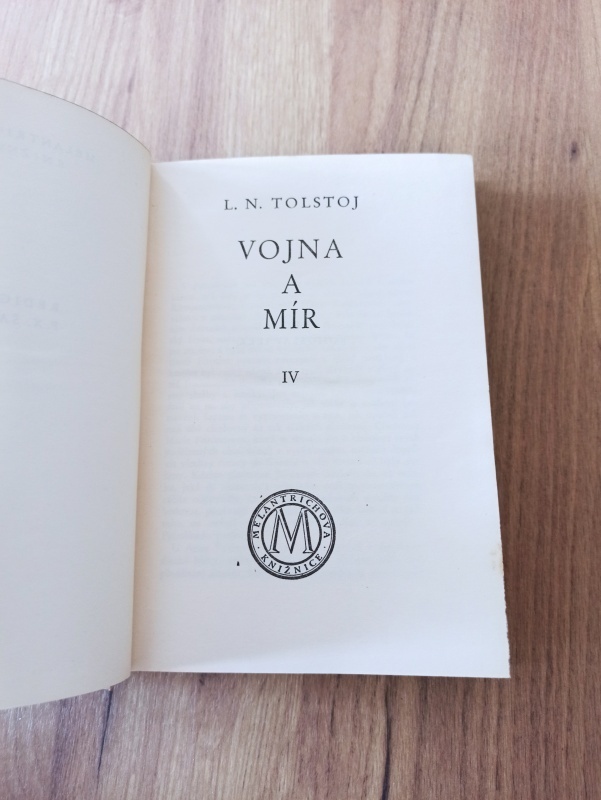 L. N. TOLSTOJ
VOJNA
A
MÍR
IV
MELANTRICHOVA
M
KNIŽNICE